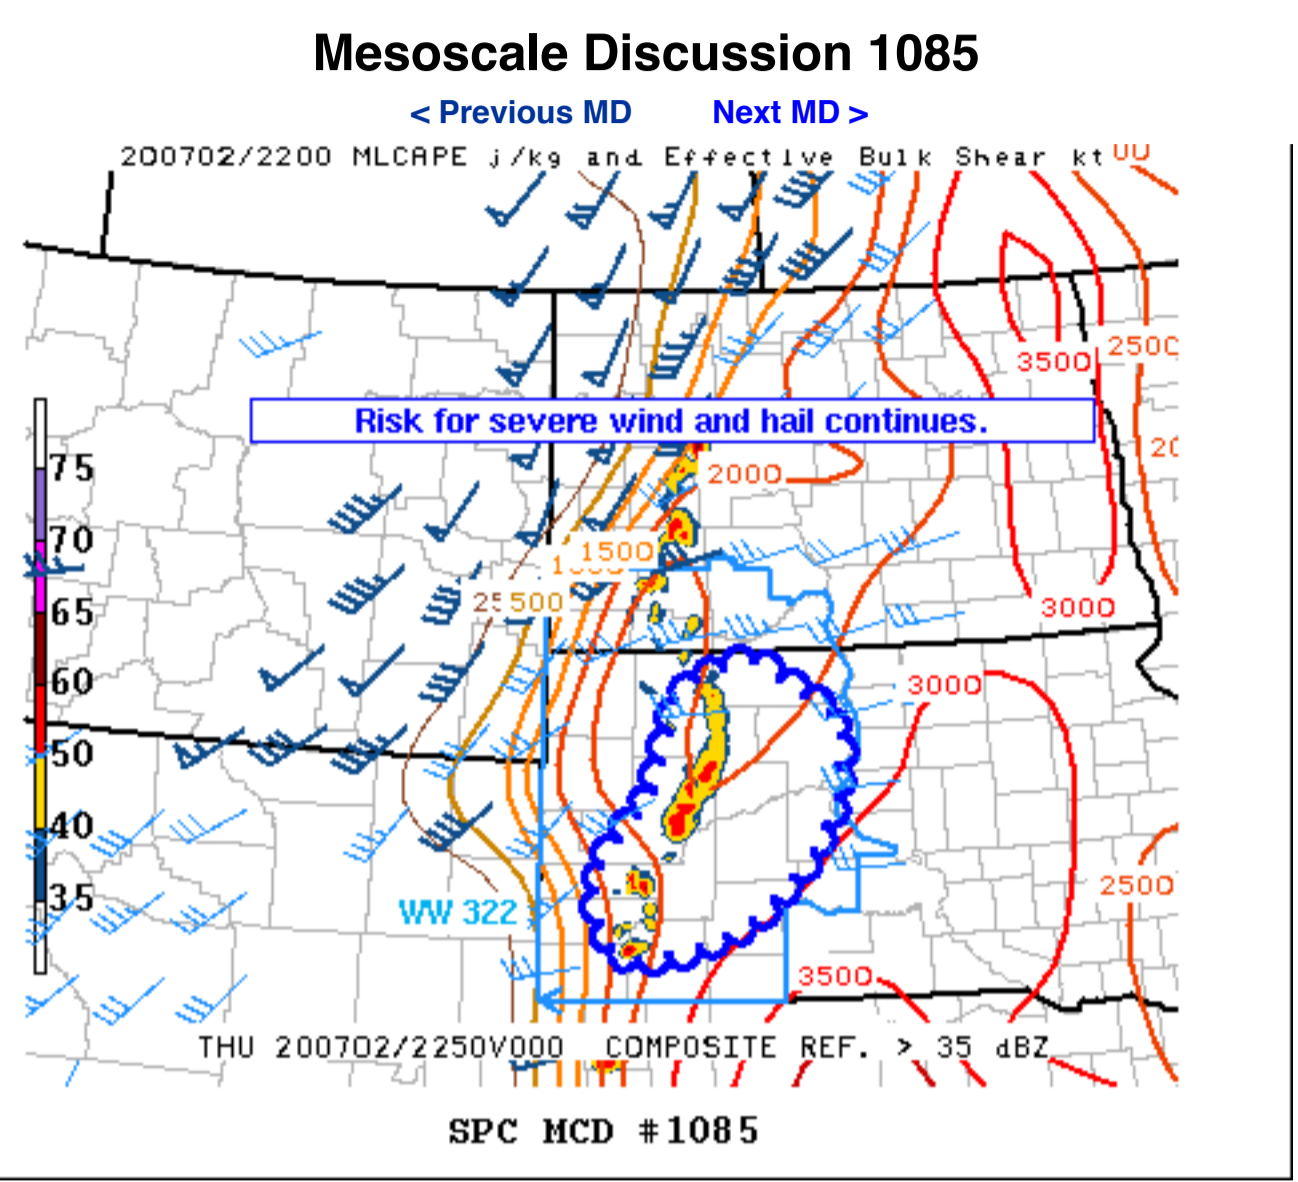 Mesoscale Discussion 1085
< Previous MD Next MD >
200702/2200 MLCAPE j/kg and Effective Bulk Shear kt
3500
2500
Risk for severe wind and hail continues.
75
2000
70
1500
65
500
3000
60
3000
50
40
35
WW 322
2500
3500
THU 200702/2250V000 COMPOSITE REF. > 35 dBZ
SPC MCD #1085